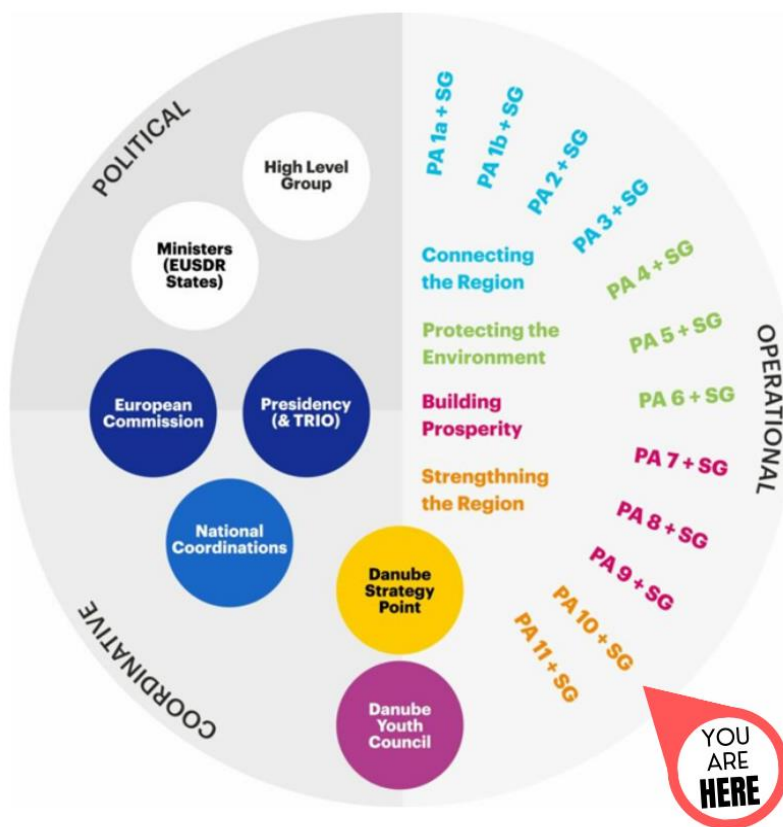 POLITICAL
High Level
Group
Ministers
(EUSDR
States)
European
Commission
Presidency
(& TRIO)
National
Coordinations
COORDINATIVE
Danube
Strategy
Point
Danube
Youth
Council
PA 1a + SG
PA 1b + SG
PA 2 + SG
PA 3 + SG
PA 4 + SG
PA 5 + SG
PA 6 + SG
PA 7 + SG
PA 8 + SG
PA 9 + SG
PA 10 + SG
PA 11 + SG
Connecting
the Region
Protecting the
Environment
Building
Prosperity
Strengthning
the Region
OPERATIONAL
YOU
ARE
HERE